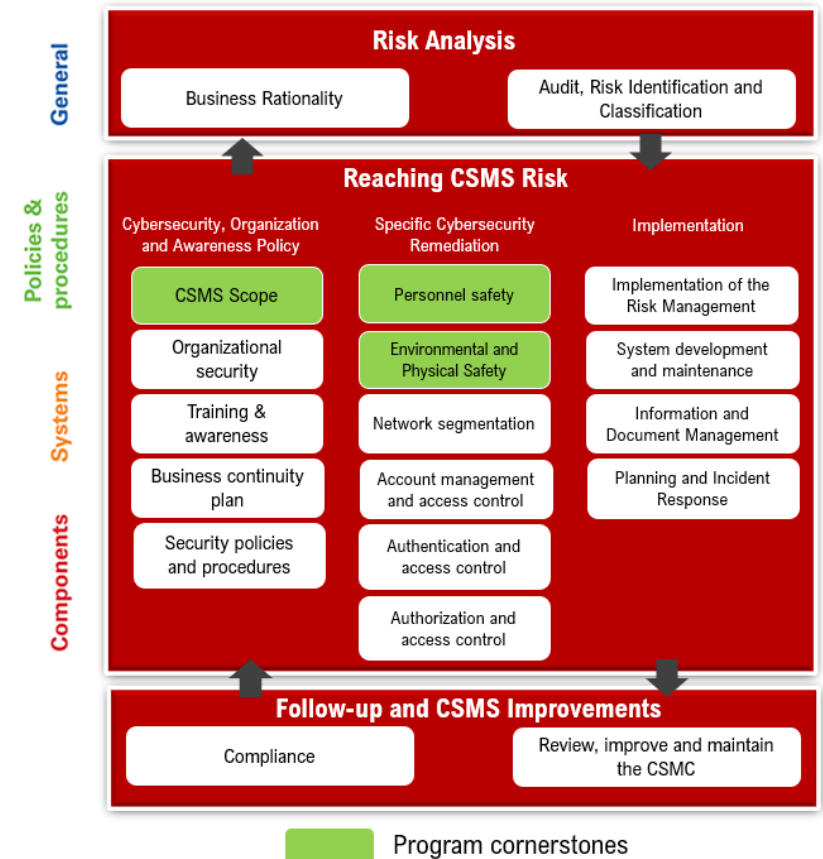 General
Risk Analysis
Business Rationality
Audit, Risk Identification and
Classification
Policies &
procedures
Systems
Components
Reaching CSMS Risk
Cybersecurity, Organization
and Awareness Policy
CSMS Scope
Organizational
security
Training &
awareness
Business continuity
plan
Security policies
and procedures
Specific Cybersecurity
Remediation
Personnel safety
Environmental and
Physical Safety
Network segmentation
Account management
and access control
Authentication and
access control
Authorization and
access control
Implementation
Implementation of the
Risk Management
System development
and maintenance
Information and
Document Management
Planning and Incident
Response
Follow-up and CSMS Improvements
Compliance
Review, improve and maintain
the CSMC
Program cornerstones